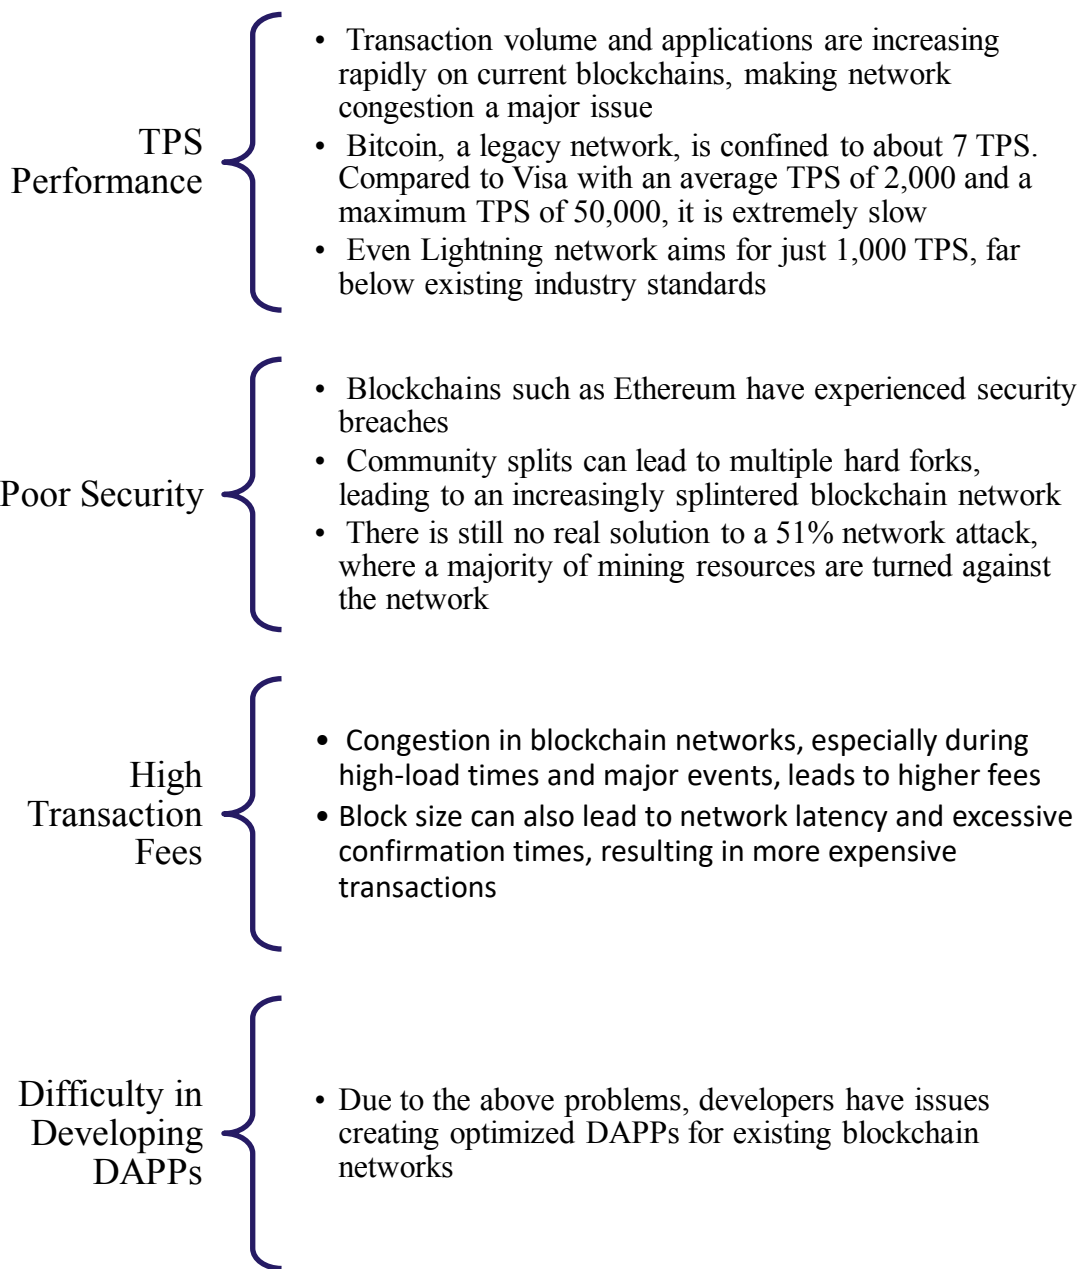 TPS
Performance
• Transaction volume and applications are increasing
rapidly on current blockchains, making network
congestion a major issue
• Bitcoin, a legacy network, is confined to about 7 TPS.
Compared to Visa with an average TPS of 2,000 and a
maximum TPS of 50,000, it is extremely slow
• Even Lightning network aims for just 1,000 TPS, far
below existing industry standards
Poor Security
• Blockchains such as Ethereum have experienced security
breaches
• Community splits can lead to multiple hard forks,
leading to an increasingly splintered blockchain network
• There is still no real solution to a 51% network attack,
where a majority of mining resources are turned against
the network
High
Transaction
Fees
• Congestion in blockchain networks, especially during
high-load times and major events, leads to higher fees
• Block size can also lead to network latency and excessive
confirmation times, resulting in more expensive
transactions
Difficulty in
Developing
DAPPs
• Due to the above problems, developers have issues
creating optimized DAPPs for existing blockchain
networks